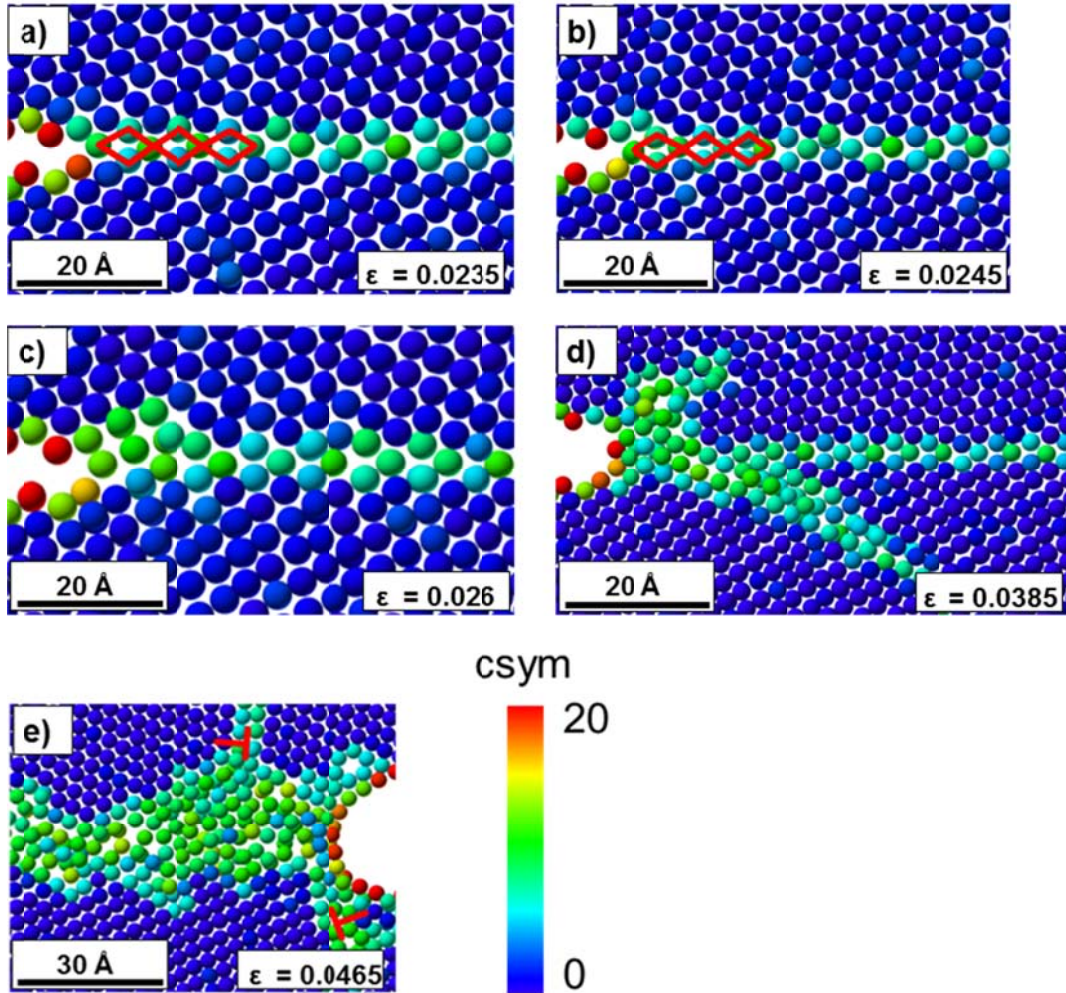 a)
20 Å
ε = 0.0235
b)
20 Å
ε = 0.0245
c)
20 Å
ε = 0.026
d)
20 Å
ε = 0.0385
e)
30 Å
ε = 0.0465
csym
20
0